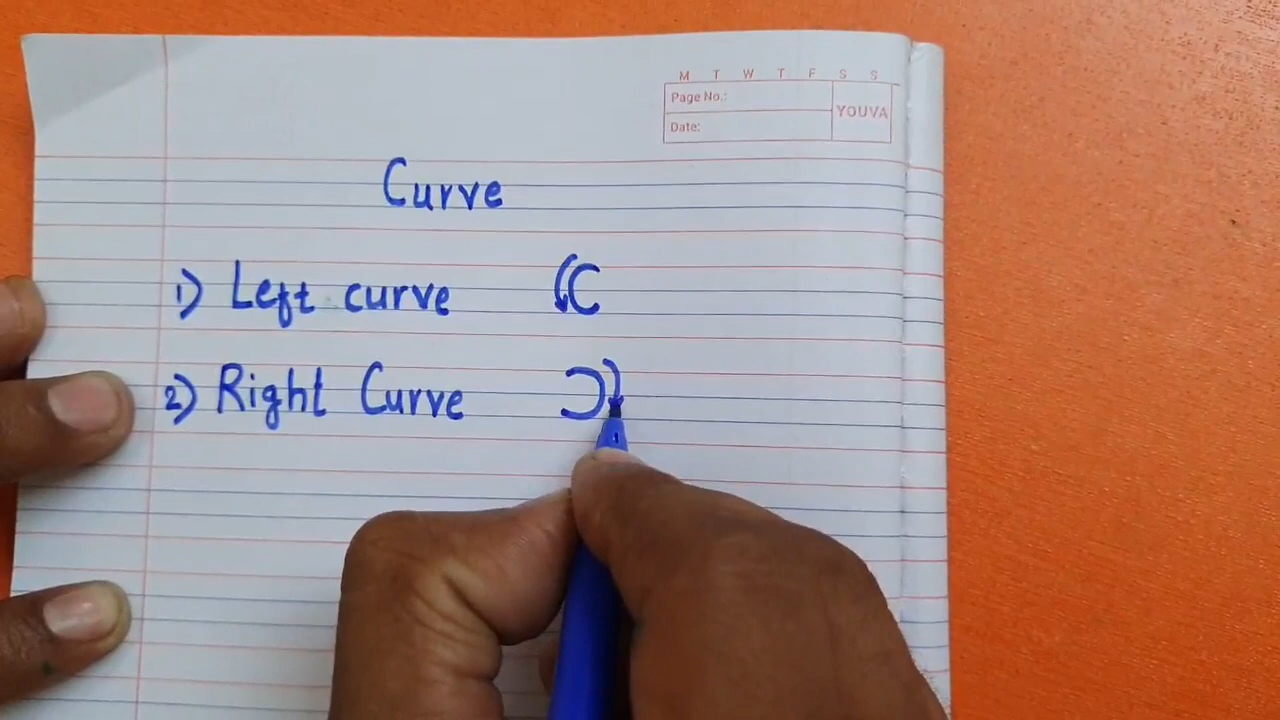 M T W T F S S
Page No.:
YOUVA
Date:
Curve
1) Left curve
2) Right Curve